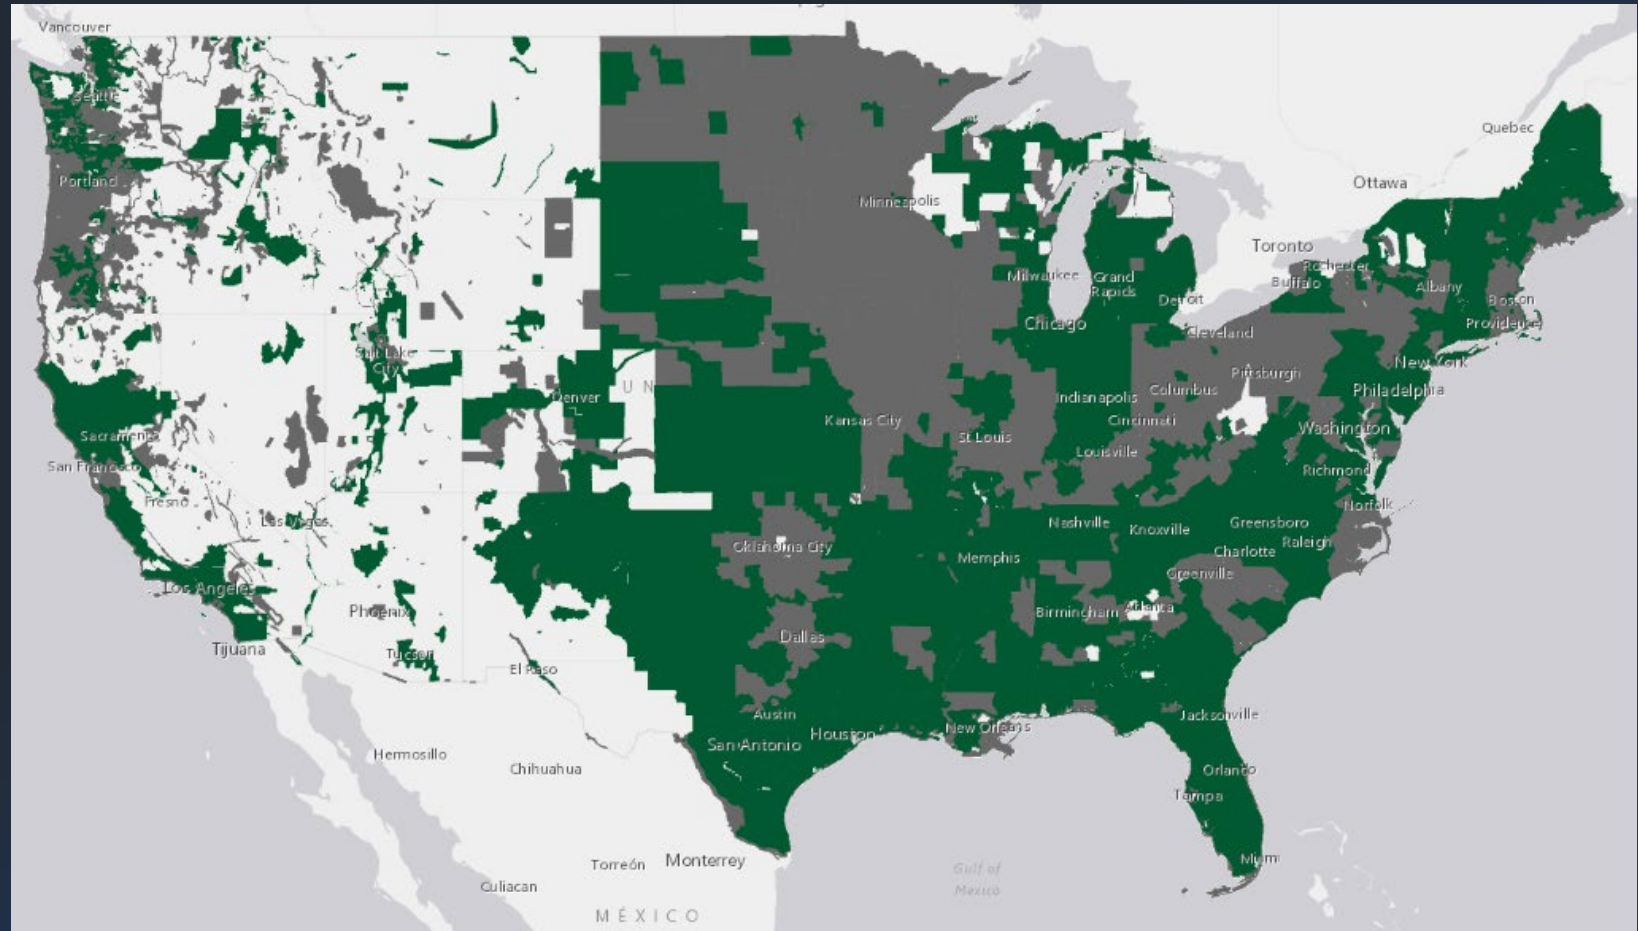 Vancouver
Quebec
Seattle
Ottawa
Portland
Minneapolis
Toronto
Rochester
Buffalo
Milwaukee
Grand
Rapids
Albany
Detroit
Boston
Chicago
Cleveland
Providence
Salt Lake
City
New York
Pittsburgh
U N
Denver
Indianapolis
Columbus
Philadelphia
Kansas City
Cincinnati
Sacramento
St Louis
Washington
Louisville
San Francisco
Richmond
Fresno
Norfolk
Las Vegas
Nashville
Knoxville
Greensboro
Oklahoma City
Raleigh
Memphis
Charlotte
Greenville
Los Angeles
Phoenix
Birmingham
Atlanta
Dallas
Tijuana
Tucson
El Paso
Austin
Jacksonville
New Orleans
Houston
San Antonio
Hermosillo
Chihuahua
Orlando
Tampa
Miami
Torreón
Monterrey
Gulf of
Mexico
Culiacan
MÉXICO